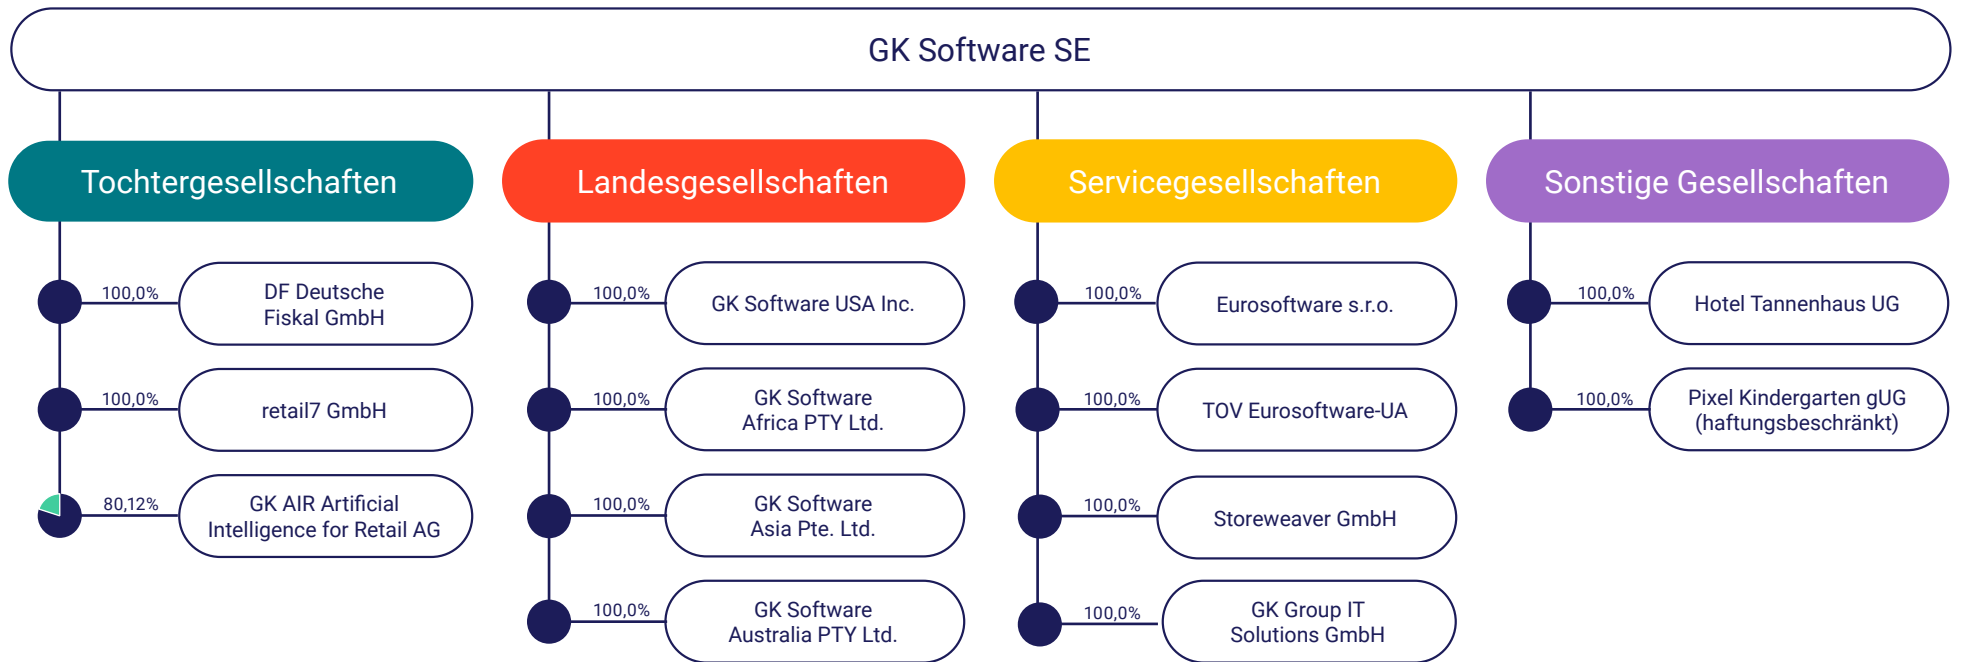 GK Software SE
Tochtergesellschaften
100,0%
DF Deutsche
Fiskal GmbH
100,0%
retail7 GmbH
80,12%
GK AIR Artificial
Intelligence for Retail AG
Landesgesellschaften
100,0%
GK Software USA Inc.
100,0%
GK Software
Africa PTY Ltd.
100,0%
GK Software
Asia Pte. Ltd.
100,0%
GK Software
Australia PTY Ltd.
Servicegesellschaften
100,0%
Eurosoftware s.r.o.
100,0%
TOV Eurosoftware-UA
100,0%
Storeweaver GmbH
100,0%
GK Group IT
Solutions GmbH
Sonstige Gesellschaften
100,0%
Hotel Tannenhaus UG
100,0%
Pixel Kindergarten gUG
(haftungsbeschränkt)